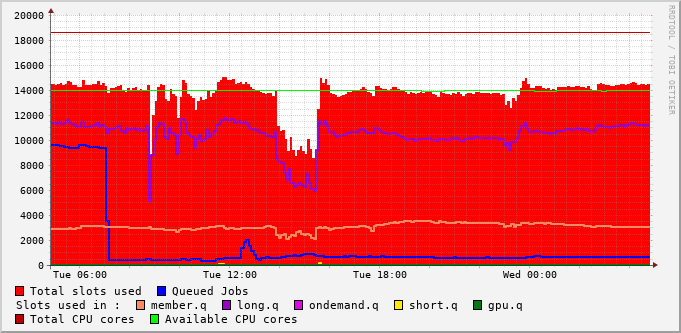 20000
18000
16000
14000
12000
10000
8000
6000
4000
2000
0
Tue 06:00 Tue 12:00 Tue 18:00 Wed 00:00
RRDTOOL / TOBI OETIKER
Total slots used Queued Jobs
Slots used in : member.q long.q ondemand.q short.q gpu.q
Total CPU cores Available CPU cores